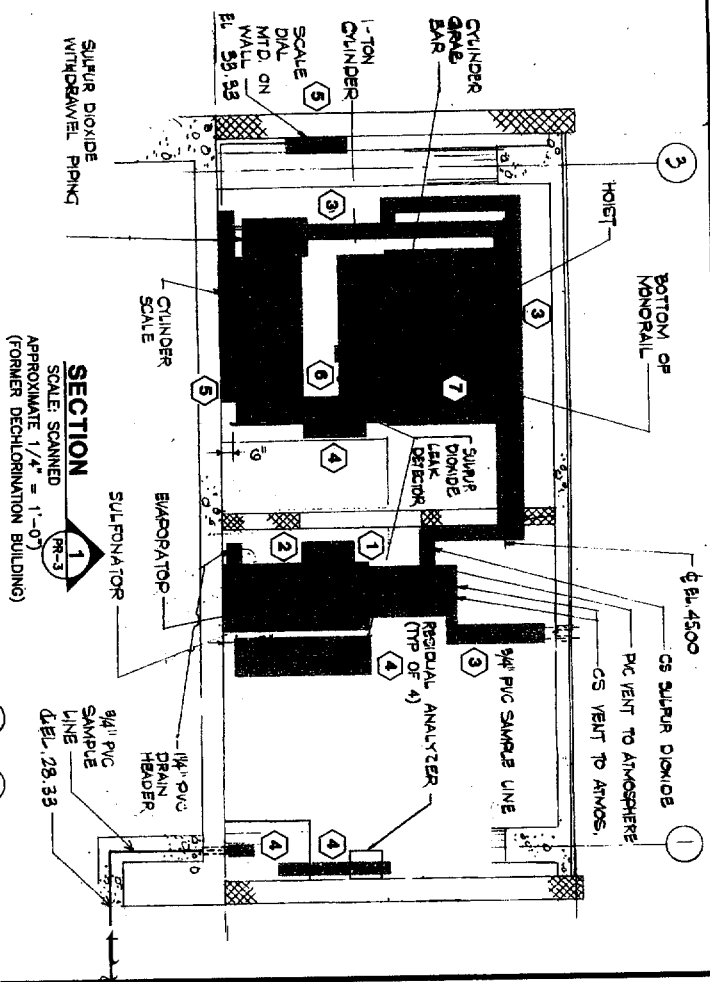 3
1
BOTTOM OF
MONORAIL
HOIST
CYLINDER
GRAB
BAR
1-TON
CYLINDER
SCALE
DIAL
MTD. ON
WALL
EL 33.33
5
SULFUR DIOXIDE
WITHDRAWEL PIPING
3
3
7
6
5
4
CYLINDER
SCALE
6"
SULFUR
DIOXIDE
LEAK
DETECTOR
¢ EL. 45.00
CS SULFUR DIOXIDE
PVC VENT TO ATMOSPHERE
CS VENT TO ATMOS.
3/4" PVC SAMPLE LINE
3
1
2
4
RESIDUAL ANALYZER
(TYP OF 4)
4
4
EVAPORATOR
SULFONATOR
1/4" PVC
DRAIN
HEADER
3/4" PVC
SAMPLE
LINE
¢ EL. 28.33
SECTION
1
PR-3
SCALE: SCANNED
APPROXIMATE 1/4" = 1'-0"
(FORMER DECHLORINATION BUILDING)